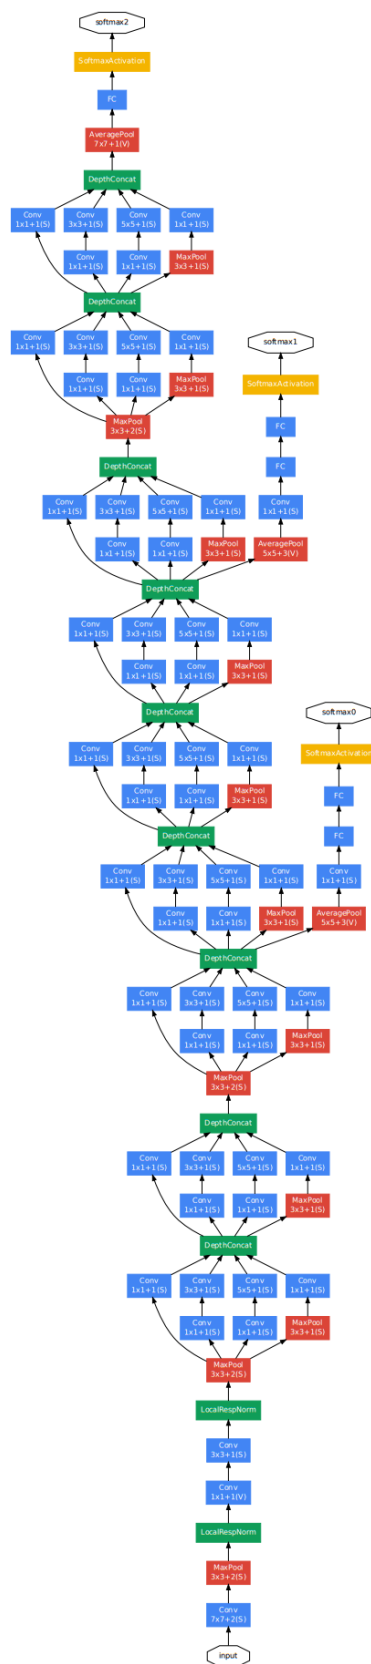 softmax2
SoftmaxActivation
FC
AveragePool
7x7+1(V)
DepthConcat
Conv Conv Conv Conv
1x1+1(S) 3x3+1(S) 5x5+1(S) 1x1+1(S)
Conv Conv MaxPool
1x1+1(S) 1x1+1(S) 3x3+1(S)
DepthConcat
Conv Conv Conv Conv
1x1+1(S) 3x3+1(S) 5x5+1(S) 1x1+1(S)
softmax1
Conv Conv MaxPool
1x1+1(S) 1x1+1(S) 3x3+1(S)
SoftmaxActivation
MaxPool
3x3+2(S)
FC
DepthConcat
FC
Conv Conv Conv Conv Conv
1x1+1(S) 3x3+1(S) 5x5+1(S) 1x1+1(S) 1x1+1(S)
Conv Conv MaxPool AveragePool
1x1+1(S) 1x1+1(S) 3x3+1(S) 5x5+3(V)
DepthConcat
Conv Conv Conv Conv
1x1+1(S) 3x3+1(S) 5x5+1(S) 1x1+1(S)
Conv Conv MaxPool
1x1+1(S) 1x1+1(S) 3x3+1(S)
DepthConcat
softmax0
Conv Conv Conv Conv
1x1+1(S) 3x3+1(S) 5x5+1(S) 1x1+1(S)
SoftmaxActivation
Conv Conv MaxPool
1x1+1(S) 1x1+1(S) 3x3+1(S)
FC
DepthConcat
FC
Conv Conv Conv Conv Conv
1x1+1(S) 3x3+1(S) 5x5+1(S) 1x1+1(S) 1x1+1(S)
Conv Conv MaxPool AveragePool
1x1+1(S) 1x1+1(S) 3x3+1(S) 5x5+3(V)
DepthConcat
Conv Conv Conv Conv
1x1+1(S) 3x3+1(S) 5x5+1(S) 1x1+1(S)
Conv Conv MaxPool
1x1+1(S) 1x1+1(S) 3x3+1(S)
MaxPool
3x3+2(S)
DepthConcat
Conv Conv Conv Conv
1x1+1(S) 3x3+1(S) 5x5+1(S) 1x1+1(S)
Conv Conv MaxPool
1x1+1(S) 1x1+1(S) 3x3+1(S)
DepthConcat
Conv Conv Conv Conv
1x1+1(S) 3x3+1(S) 5x5+1(S) 1x1+1(S)
Conv Conv MaxPool
1x1+1(S) 1x1+1(S) 3x3+1(S)
MaxPool
3x3+2(S)
LocalRespNorm
Conv
3x3+1(S)
Conv
1x1+1(V)
LocalRespNorm
MaxPool
3x3+2(S)
Conv
7x7+2(S)
input